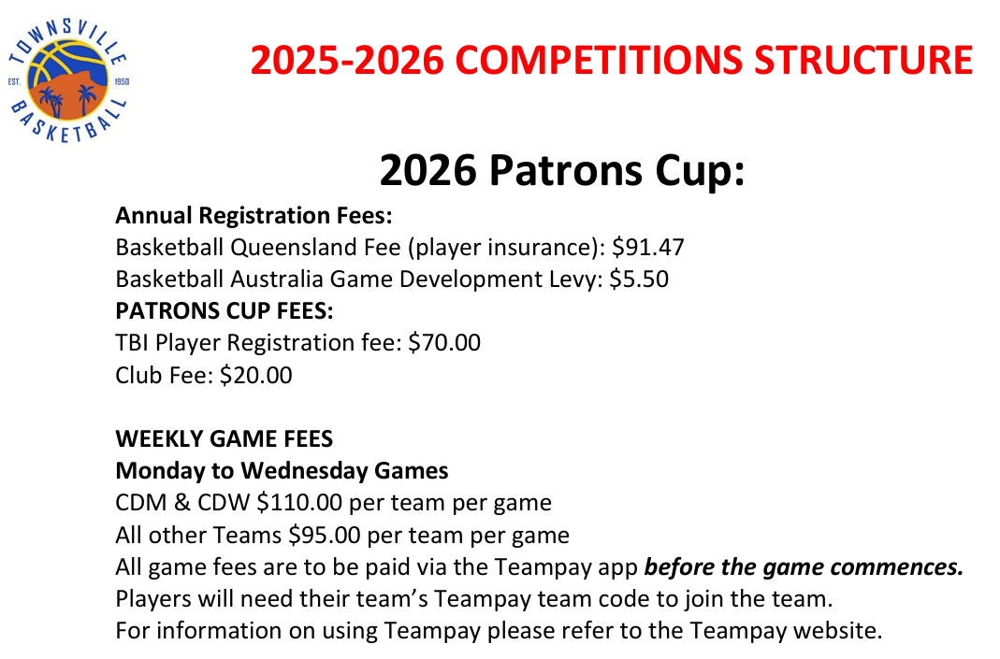 TOWNSVILLE
EST. 1950
BASKETBALL
2025-2026 COMPETITIONS STRUCTURE
2026 Patrons Cup:
Annual Registration Fees:
Basketball Queensland Fee (player insurance): $91.47
Basketball Australia Game Development Levy: $5.50
PATRONS CUP FEES:
TBI Player Registration fee: $70.00
Club Fee: $20.00
WEEKLY GAME FEES
Monday to Wednesday Games
CDM & CDW $110.00 per team per game
All other Teams $95.00 per team per game
All game fees are to be paid via the Teampay app before the game commences.
Players will need their team’s Teampay team code to join the team.
For information on using Teampay please refer to the Teampay website.